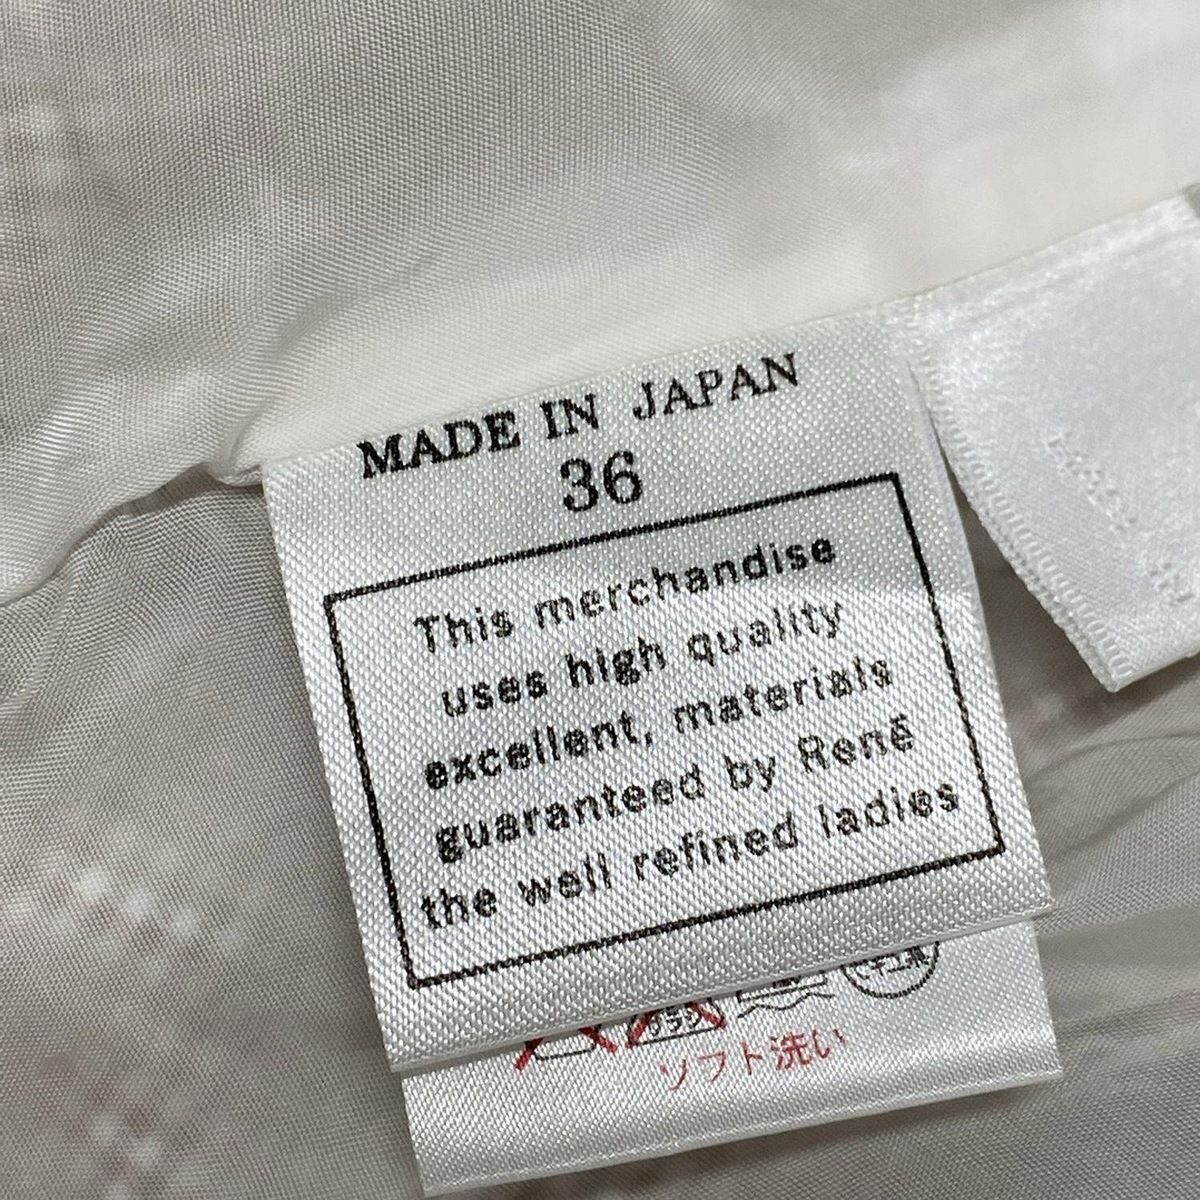 MADE IN JAPAN
36
This merchandise
uses high quality
excellent, materials
guaranteed by René
the well refined ladies
ソフト洗い